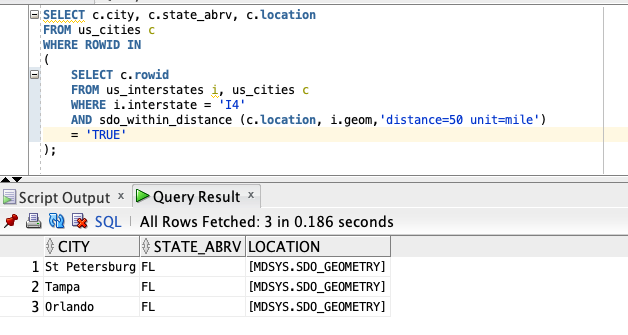 SELECT c.city, c.state_abrv, c.location
FROM us_cities c
WHERE ROWID IN
(
SELECT c.rowid
FROM us_interstates i, us_cities c
WHERE i.interstate = 'I4'
AND sdo_within_distance (c.location, i.geom,'distance=50 unit=mile')
= 'TRUE'
);
Script Output x Query Result x
SQL | All Rows Fetched: 3 in 0.186 seconds
CITY STATE_ABRV LOCATION
1 St Petersburg FL [MDSYS.SDO_GEOMETRY]
2 Tampa FL [MDSYS.SDO_GEOMETRY]
3 Orlando FL [MDSYS.SDO_GEOMETRY]